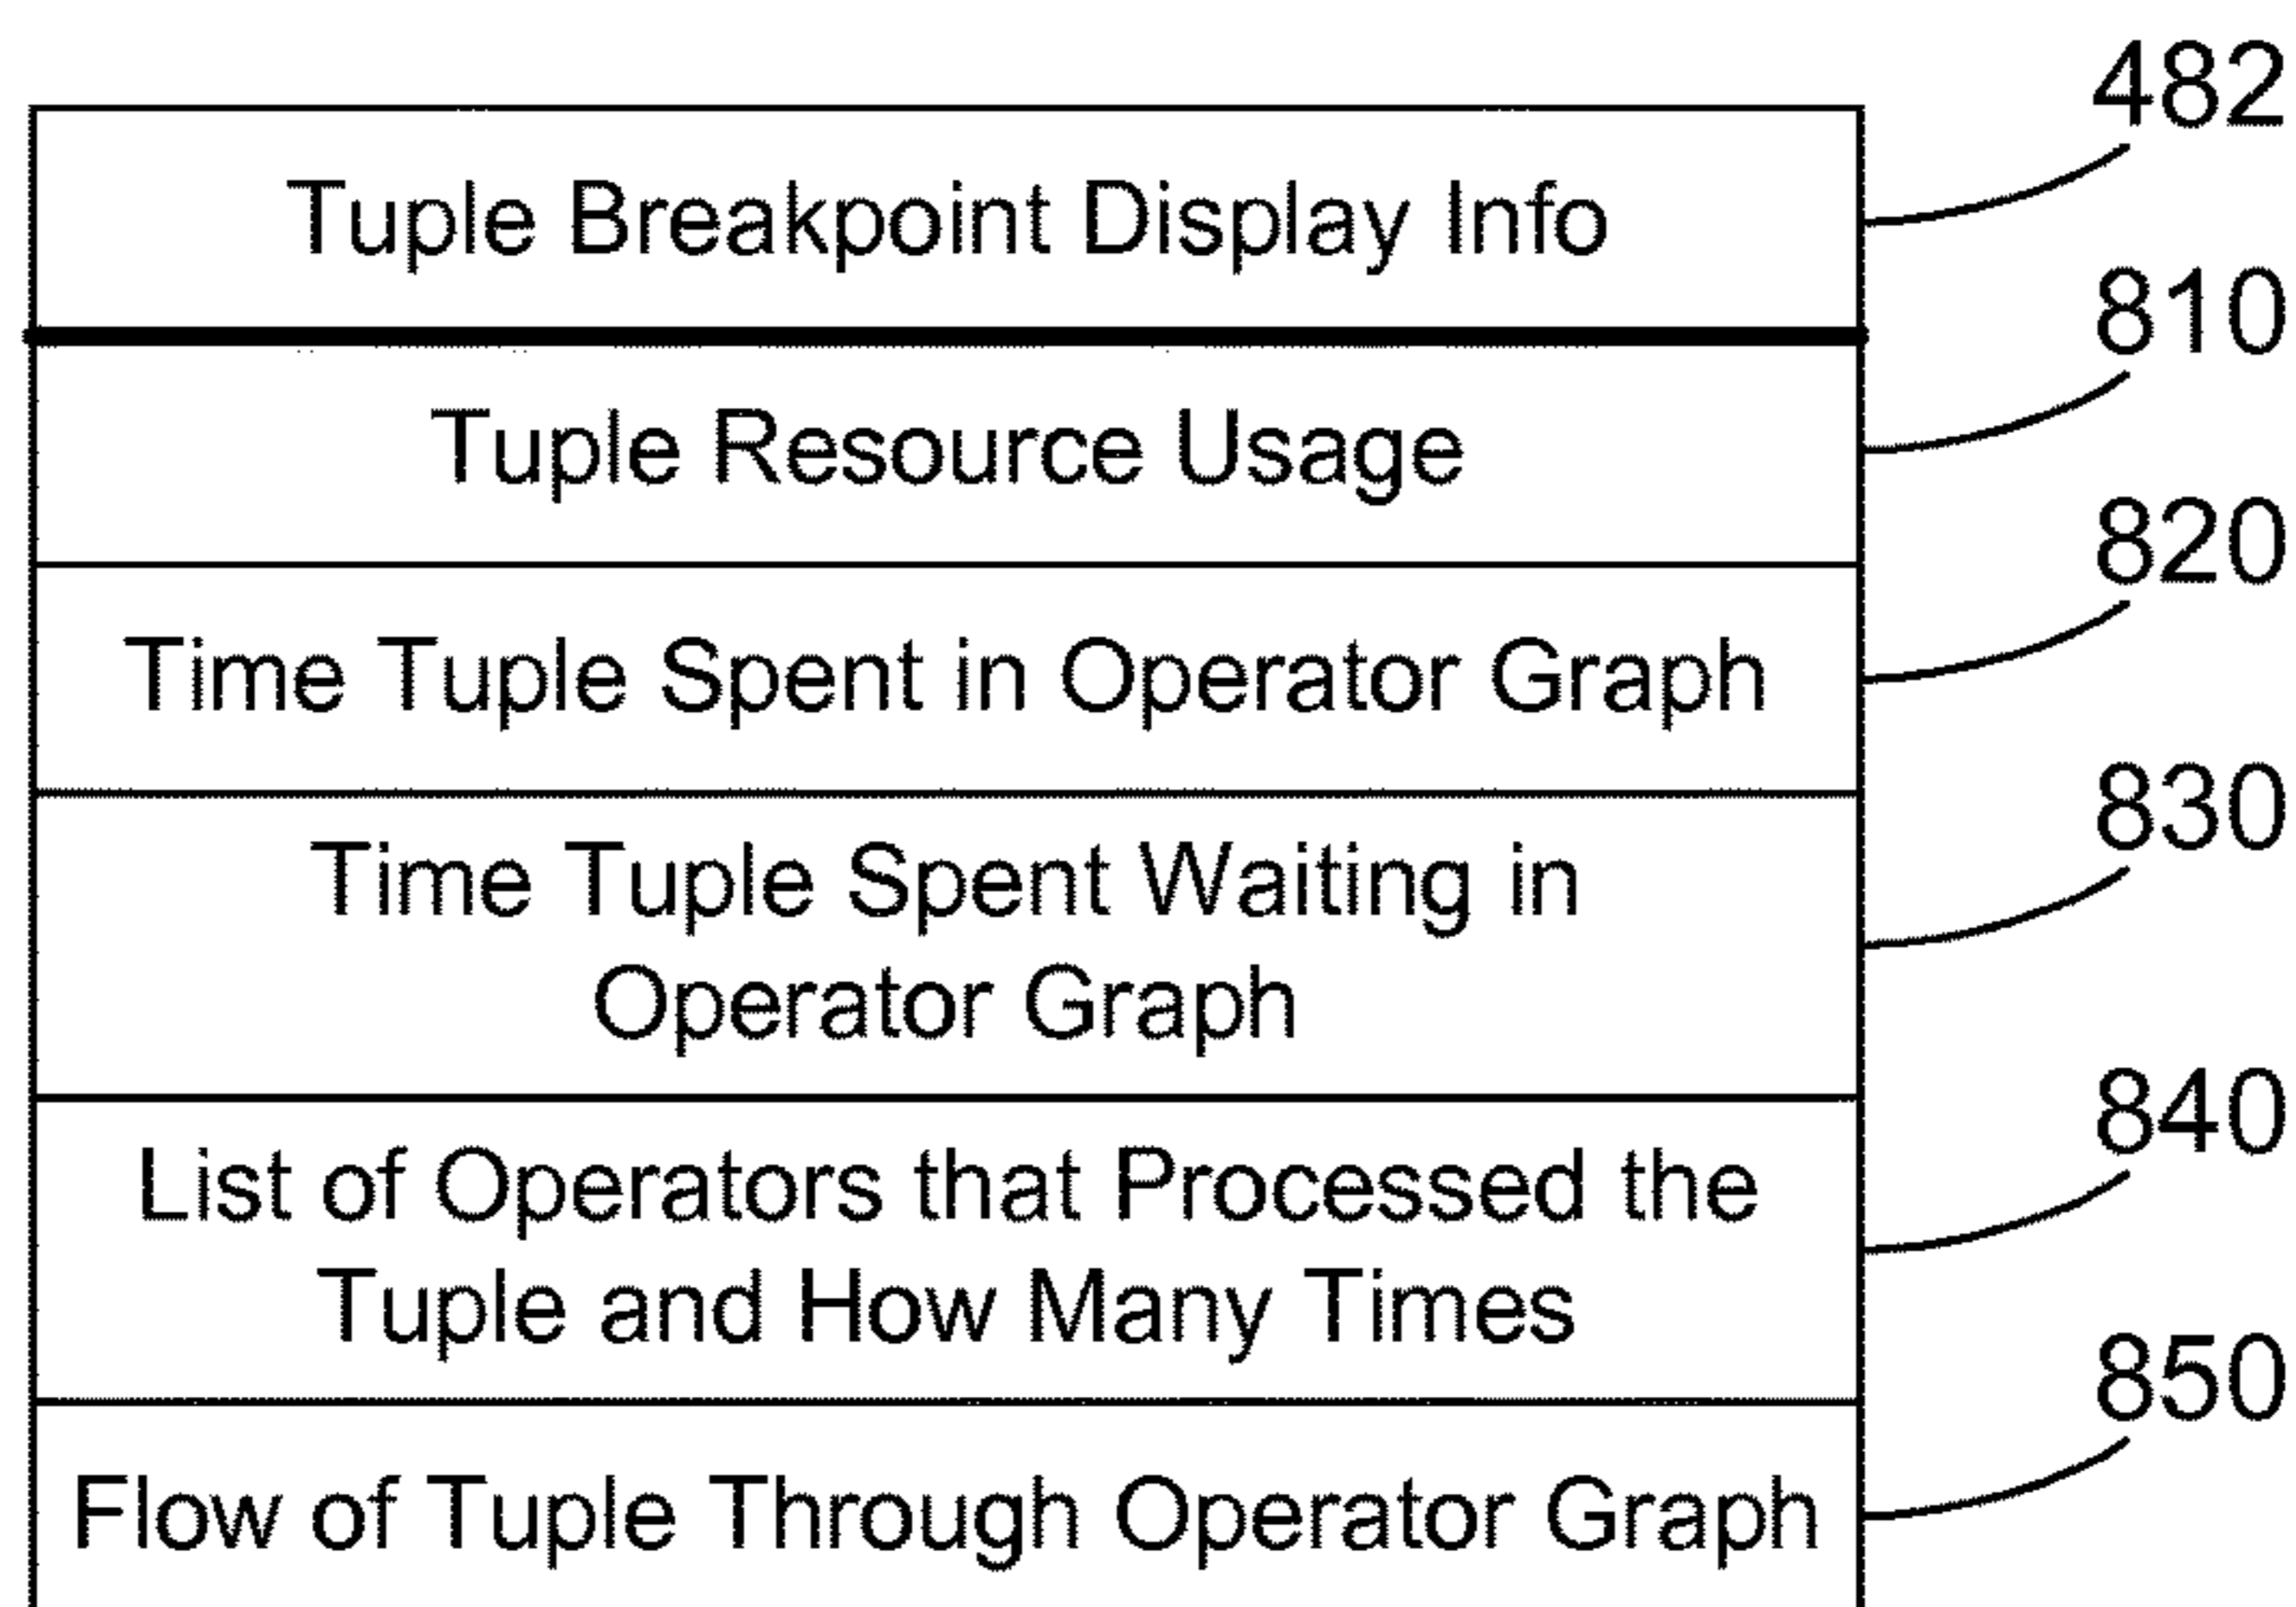 482
Tuple Breakpoint Display Info
810
Tuple Resource Usage
820
Time Tuple Spent in Operator Graph
830
Time Tuple Spent Waiting in
Operator Graph
840
List of Operators that Processed the
Tuple and How Many Times
850
Flow of Tuple Through Operator Graph